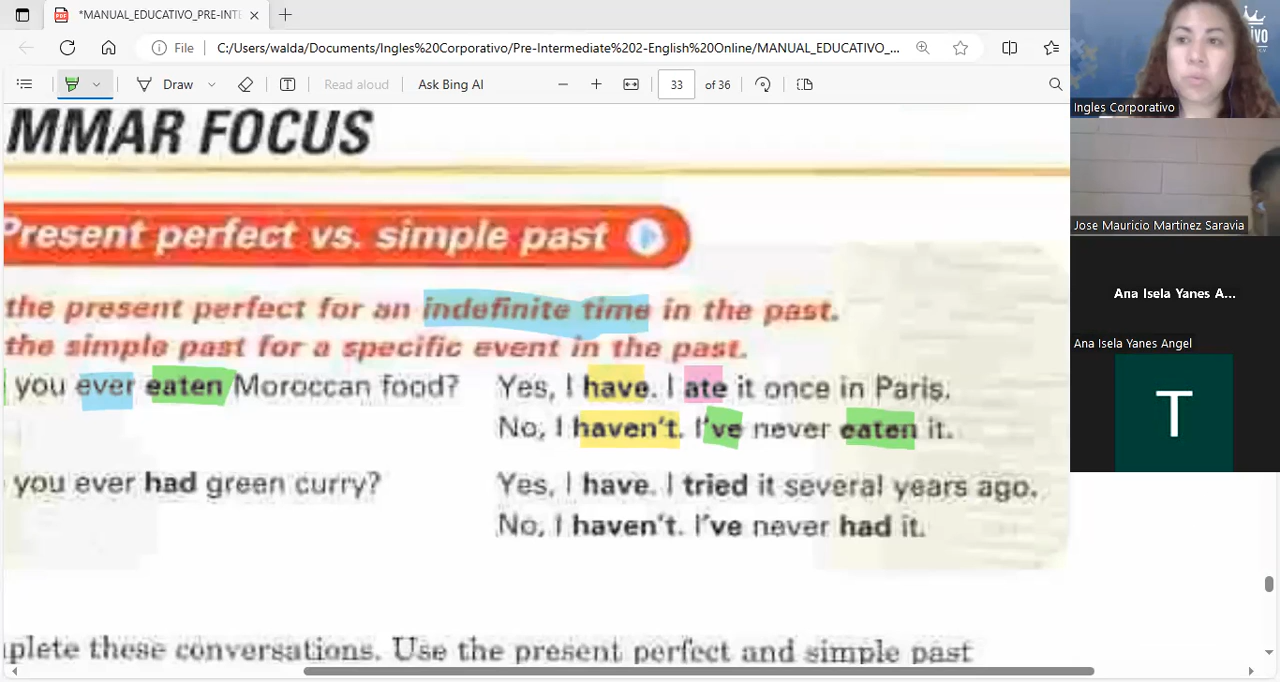 *MANUAL_EDUCATIVO_PRE-INTE
File
C:/Users/walda/Documents/Ingles%20Corporativo/Pre-Intermediate%202-English%20Online/MANUAL_EDUCATIVO_...
Draw
Read aloud
Ask Bing AI
33
of 36
MMAR FOCUS
Present perfect vs. simple past
the present perfect for an indefinite time in the past.
the simple past for a specific event in the past.
you ever eaten Moroccan food? Yes, I have. I ate it once in Paris.
No, I haven't. I've never eaten it.
you ever had green curry? Yes, I have. I tried it several years ago.
No, I haven't. I've never had it.
plete these conversations. Use the present perfect and simple past
Ingles Corporativo
Jose Mauricio Martinez Saravia
Ana Isela Yanes A...
Ana Isela Yanes Angel
T